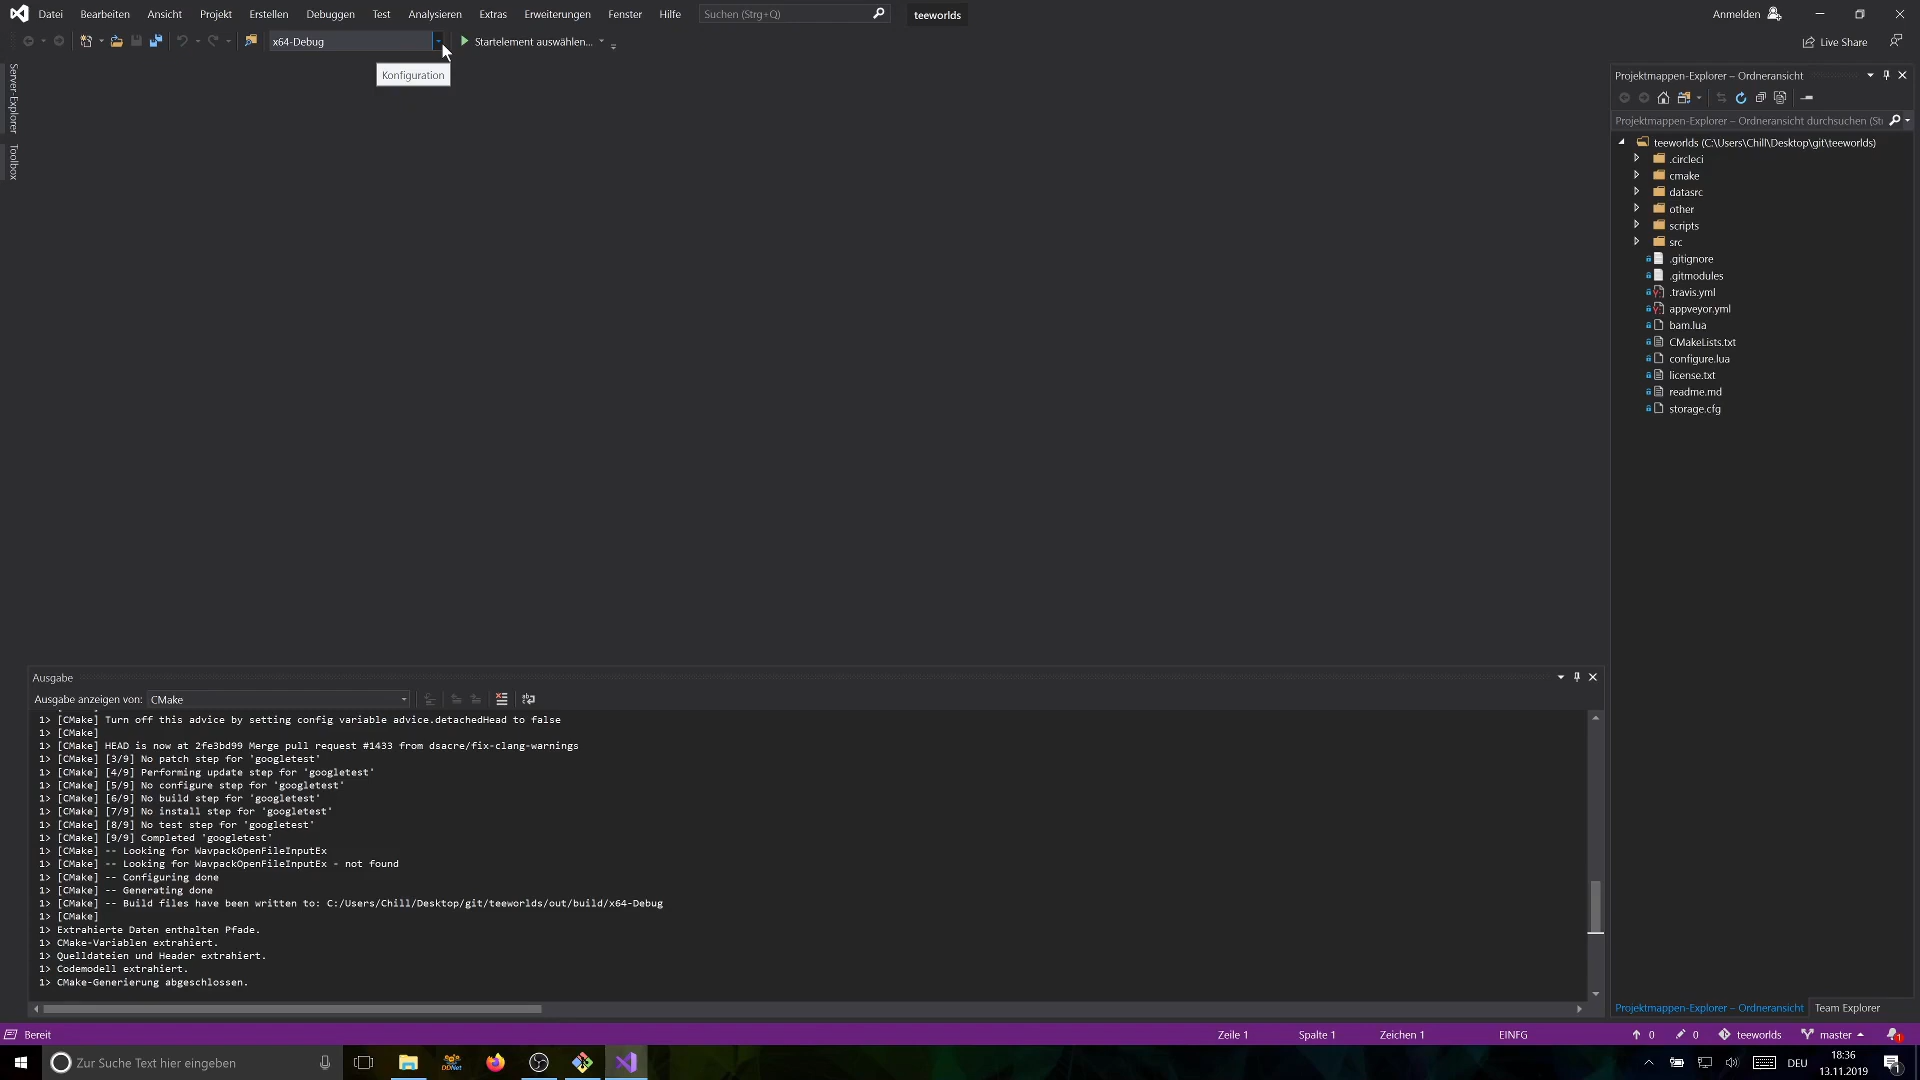 Datei Bearbeiten Ansicht Projekt Erstellen Debuggen Test Analysieren Extras Erweiterungen Fenster Hilfe Suchen (Strg+Q) teeworlds Anmelden
x64-Debug Startelement auswählen... Live Share
Konfiguration
Server-Explorer
Toolbox
Projektmappen-Explorer – Ordneransicht
Projektmappen-Explorer – Ordneransicht durchsuchen (St
teeworlds (C:\Users\Chill\Desktop\git\teeworlds)
.circleci
cmake
datasrc
other
scripts
src
.gitignore
.gitmodules
.travis.yml
appveyor.yml
bam.lua
CMakeLists.txt
configure.lua
license.txt
readme.md
storage.cfg
Ausgabe
Ausgabe anzeigen von: CMake
1> [CMake] Turn off this advice by setting config variable advice.detachedHead to false
1> [CMake]
1> [CMake] HEAD is now at 2fe3bd99 Merge pull request #1433 from dsacre/fix-clang-warnings
1> [CMake] [3/9] No patch step for 'googletest'
1> [CMake] [4/9] Performing update step for 'googletest'
1> [CMake] [5/9] No configure step for 'googletest'
1> [CMake] [6/9] No build step for 'googletest'
1> [CMake] [7/9] No install step for 'googletest'
1> [CMake] [8/9] No test step for 'googletest'
1> [CMake] [9/9] Completed 'googletest'
1> [CMake] -- Looking for WavpackOpenFileInputEx
1> [CMake] -- Looking for WavpackOpenFileInputEx - not found
1> [CMake] -- Configuring done
1> [CMake] -- Generating done
1> [CMake] -- Build files have been written to: C:/Users/Chill/Desktop/git/teeworlds/out/build/x64-Debug
1> [CMake]
1> Extrahierte Daten enthalten Pfade.
1> CMake-Variablen extrahiert.
1> Quelldateien und Header extrahiert.
1> Codemodell extrahiert.
1> CMake-Generierung abgeschlossen.
Projektmappen-Explorer – Ordneransicht Team Explorer
Bereit Zeile 1 Spalte 1 Zeichen 1 EINFG 0 0 teeworlds master 1
Zur Suche Text hier eingeben DDNet DEU 18:36
13.11.2019 1